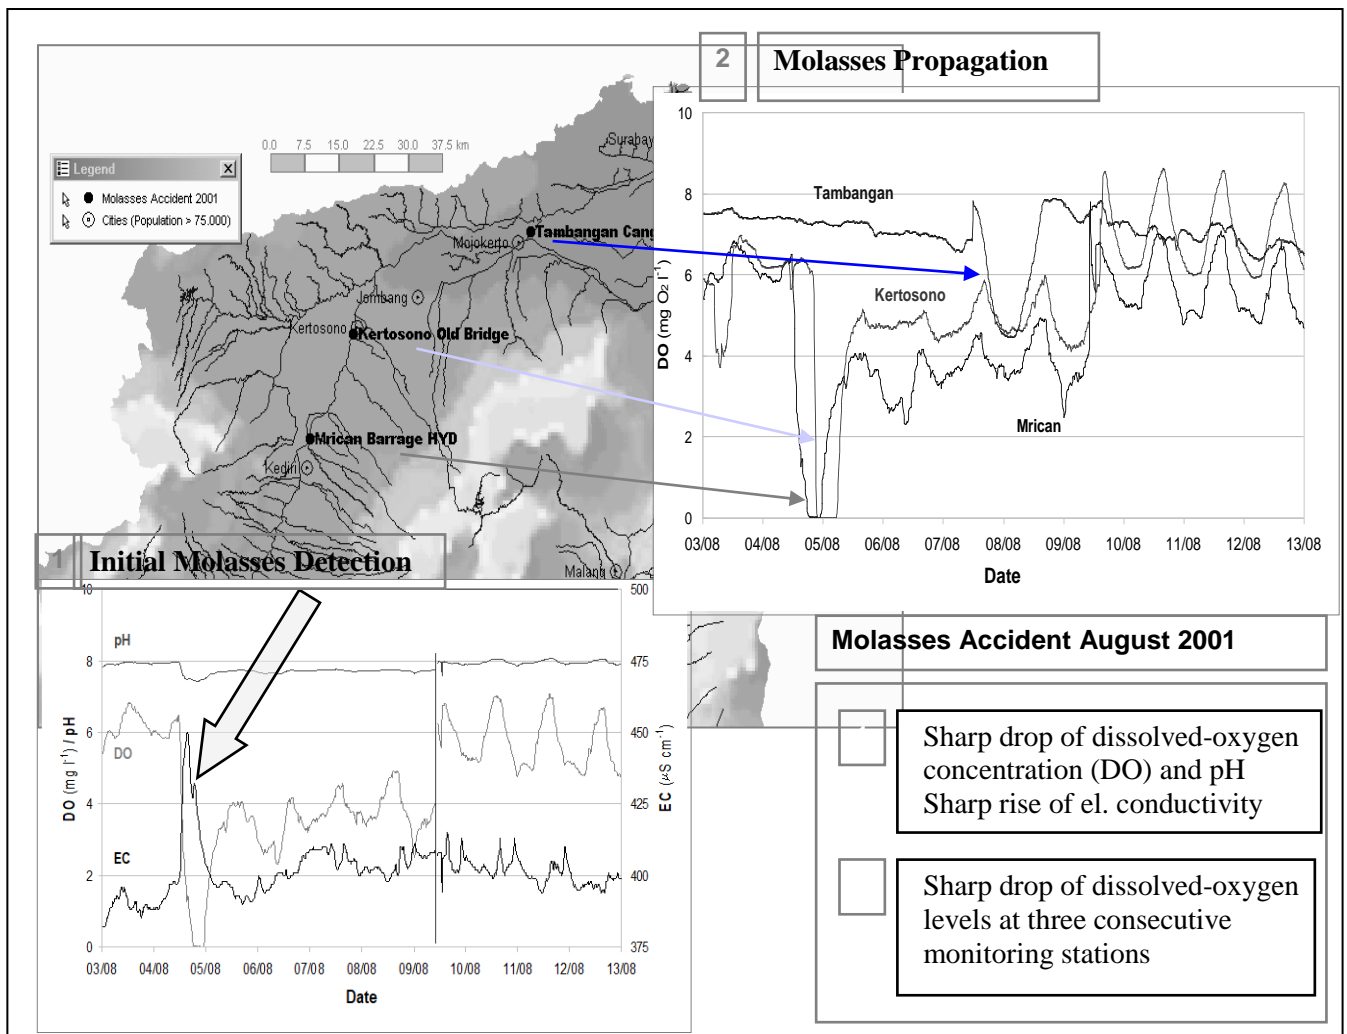 2
Molasses Propagation
0.0 7.5 15.0 22.5 30.0 37.5 km
Surabay
Legend X
Molasses Accident 2001
Cities (Population > 75.000)
Tambangan Cang
Mojokerto
Jombang
Kertosono
Kertosono Old Bridge
Mrican Barrage HYD
Kediri
Malang
10
8
6
4
2
0
DO (mg O2 l-1)
Tambangan
Kertosono
Mrican
03/08 04/08 05/08 06/08 07/08 08/08 09/08 10/08 11/08 12/08 13/08
Date
1
Initial Molasses Detection
10
8
6
4
2
0
DO (mg l-1) / pH
pH
DO
EC
500
475
450
425
400
375
EC (µS cm-1)
03/08 04/08 05/08 06/08 07/08 08/08 09/08 10/08 11/08 12/08 13/08
Date
Molasses Accident August 2001
Sharp drop of dissolved-oxygen
concentration (DO) and pH
Sharp rise of el. conductivity
Sharp drop of dissolved-oxygen
levels at three consecutive
monitoring stations